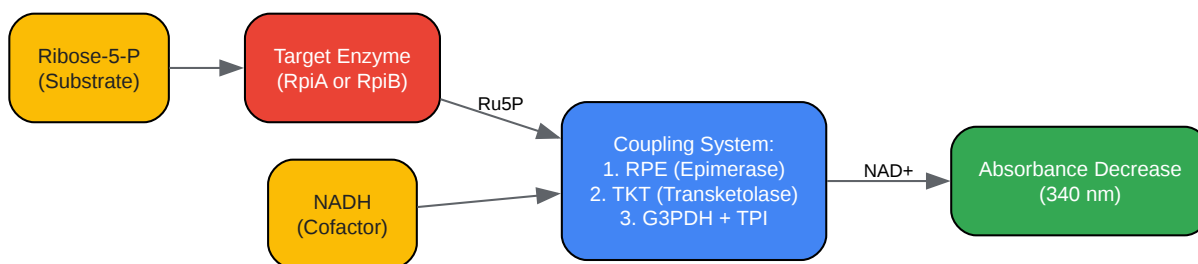 Ribose-5-P
(Substrate)
Target Enzyme
(RpiA or RpiB)
Ru5P
NADH
(Cofactor)
Coupling System:
1. RPE (Epimerase)
2. TKT (Transketolase)
3. G3PDH + TPI
NAD+
Absorbance Decrease
(340 nm)